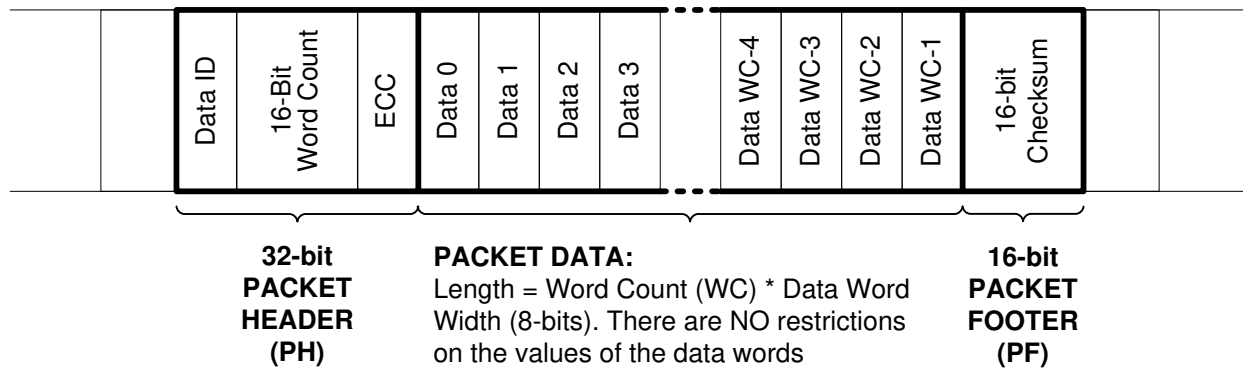 Data ID
16-Bit
Word Count
ECC
Data 0
Data 1
Data 2
Data 3
Data WC-4
Data WC-3
Data WC-2
Data WC-1
16-bit
Checksum
32-bit
PACKET
HEADER
(PH)
PACKET DATA:
Length = Word Count (WC) * Data Word
Width (8-bits). There are NO restrictions
on the values of the data words
16-bit
PACKET
FOOTER
(PF)